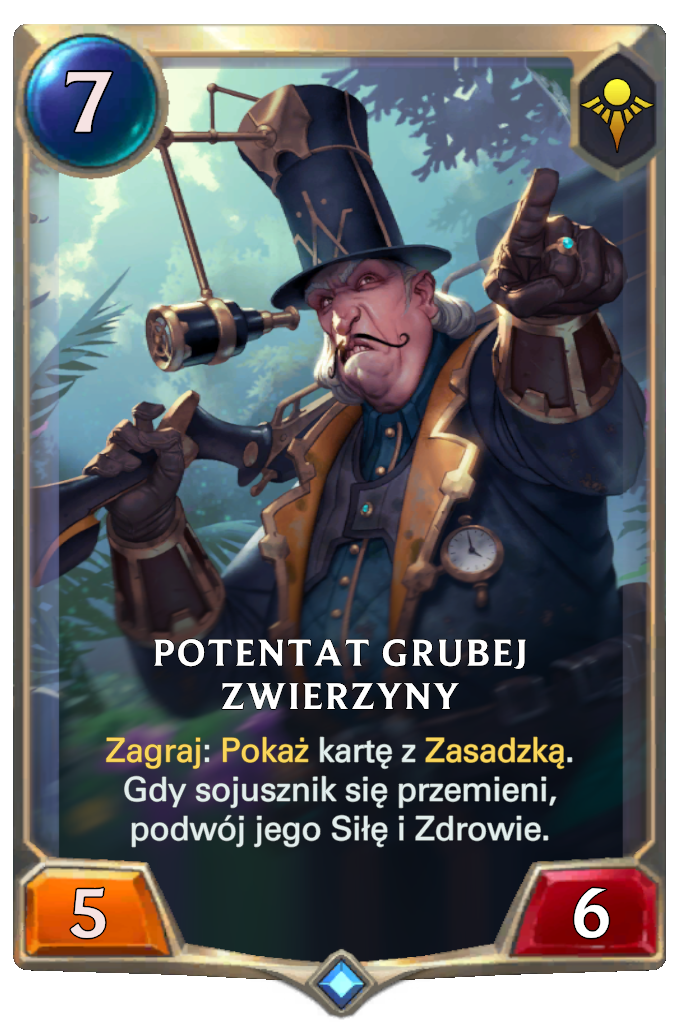 7
POTENTAT GRUBEJ
ZWIERZYNY
Zagraj: Pokaż kartę z Zasadzką.
Gdy sojusznik się przemieni,
podwój jego Siłę i Zdrowie.
5
6